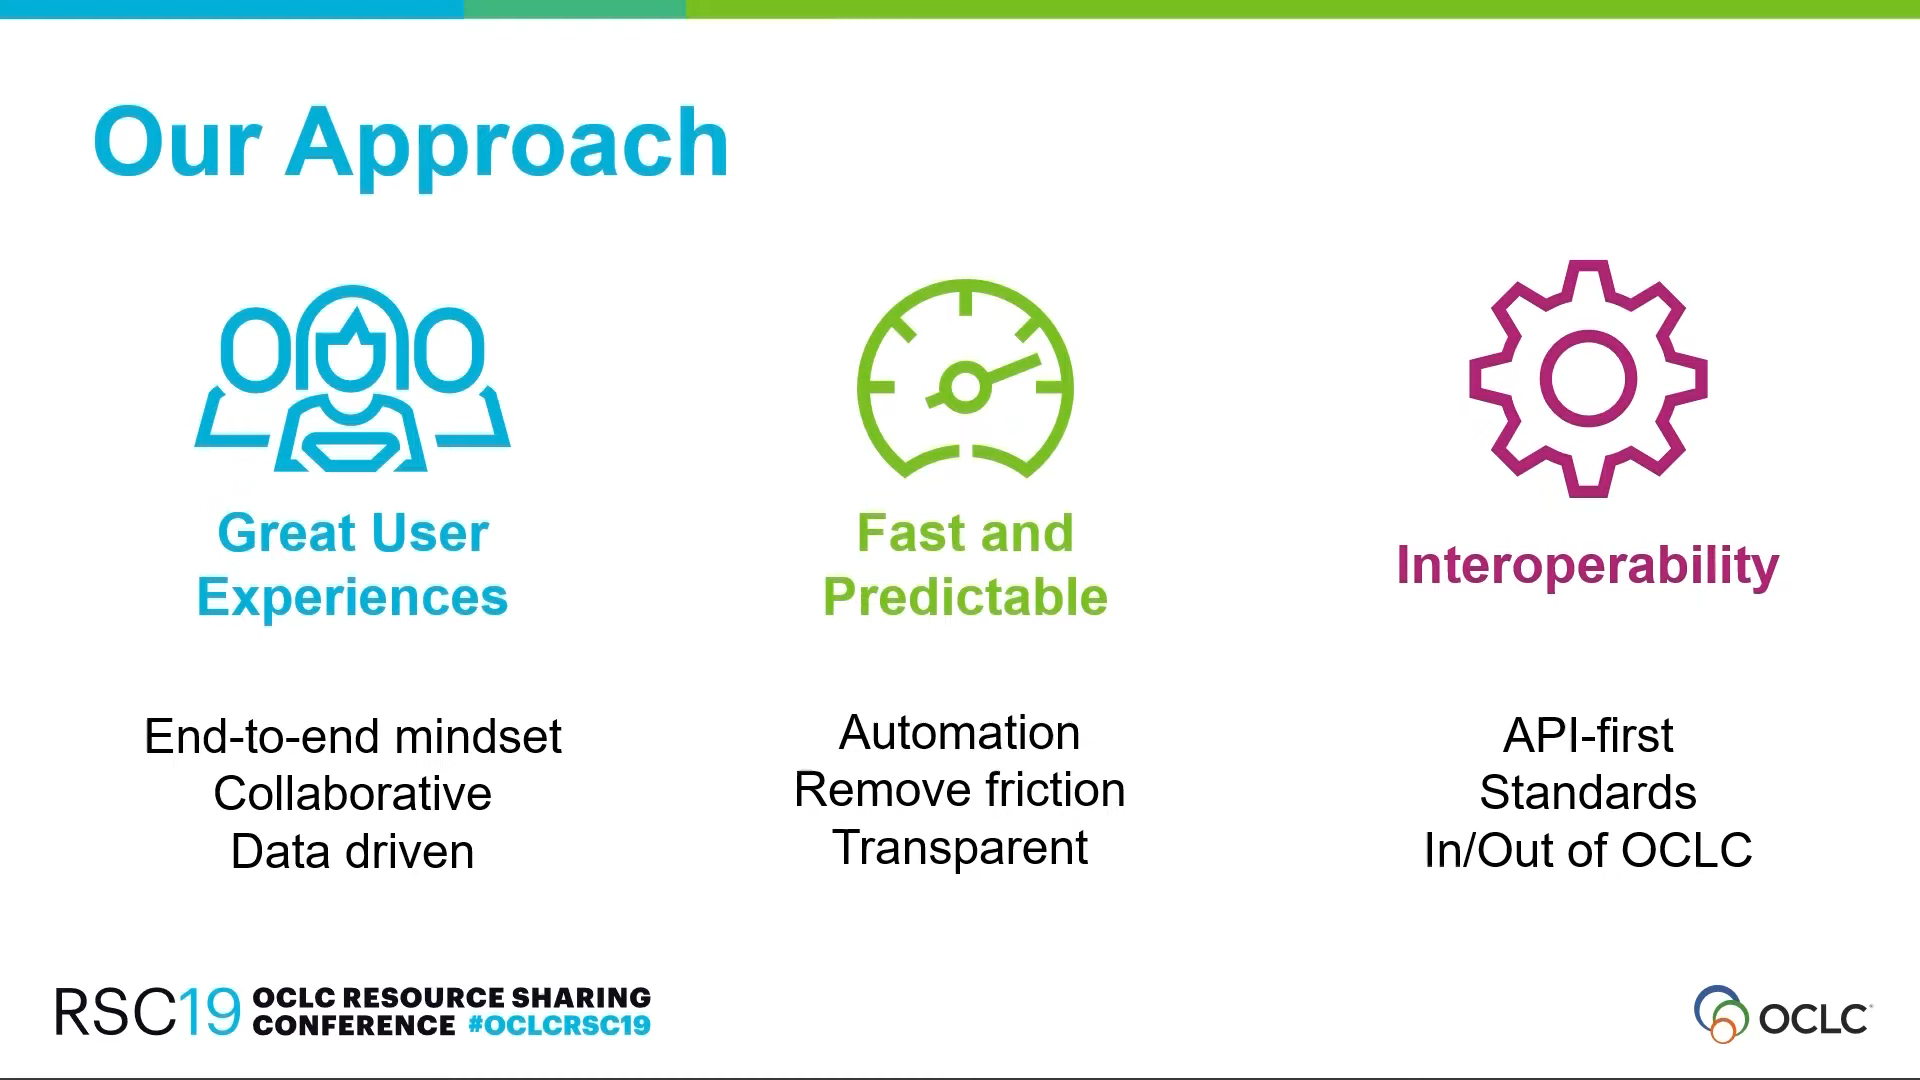 Our Approach
Great User
Experiences
End-to-end mindset
Collaborative
Data driven
Fast and
Predictable
Automation
Remove friction
Transparent
Interoperability
API-first
Standards
In/Out of OCLC
RSC19
OCLC RESOURCE SHARING
CONFERENCE #OCLCRSC19
OCLC